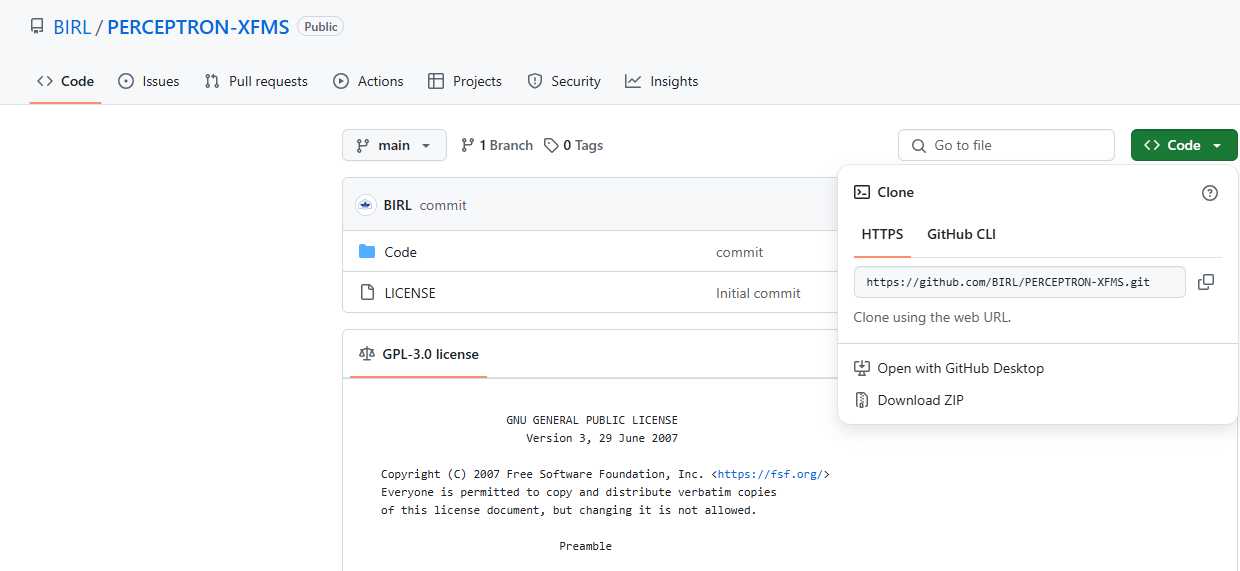 BIRL / PERCEPTRON-XFMS Public
Code Issues Pull requests Actions Projects Security Insights
main 1 Branch 0 Tags Go to file Code
Clone
BIRL commit
HTTPS GitHub CLI
Code commit
https://github.com/BIRL/PERCEPTRON-XFMS.git
LICENSE Initial commit
Clone using the web URL.
GPL-3.0 license
Open with GitHub Desktop
Download ZIP
GNU GENERAL PUBLIC LICENSE
Version 3, 29 June 2007
Copyright (C) 2007 Free Software Foundation, Inc. <https://fsf.org/>
Everyone is permitted to copy and distribute verbatim copies
of this license document, but changing it is not allowed.
Preamble